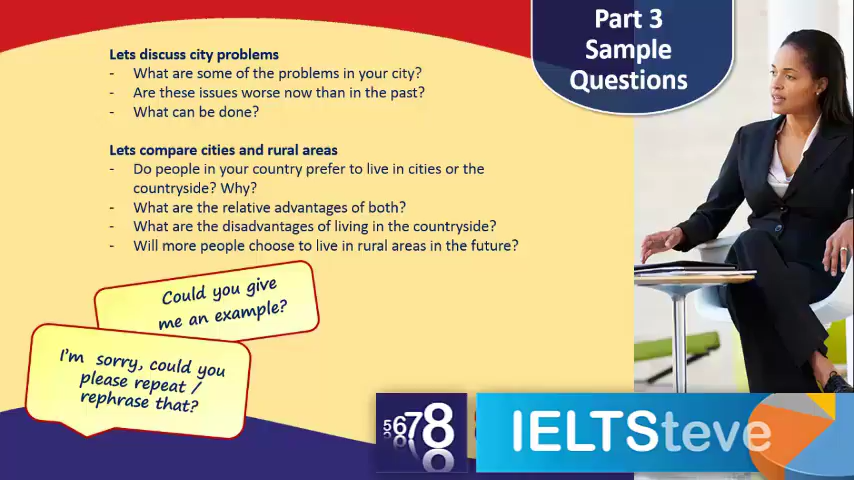 Part 3
Sample
Questions
Lets discuss city problems
- What are some of the problems in your city?
- Are these issues worse now than in the past?
- What can be done?
Lets compare cities and rural areas
- Do people in your country prefer to live in cities or the
countryside? Why?
- What are the relative advantages of both?
- What are the disadvantages of living in the countryside?
- Will more people choose to live in rural areas in the future?
Could you give
me an example?
I'm sorry, could you
please repeat /
rephrase that?
5678
IELTSteve